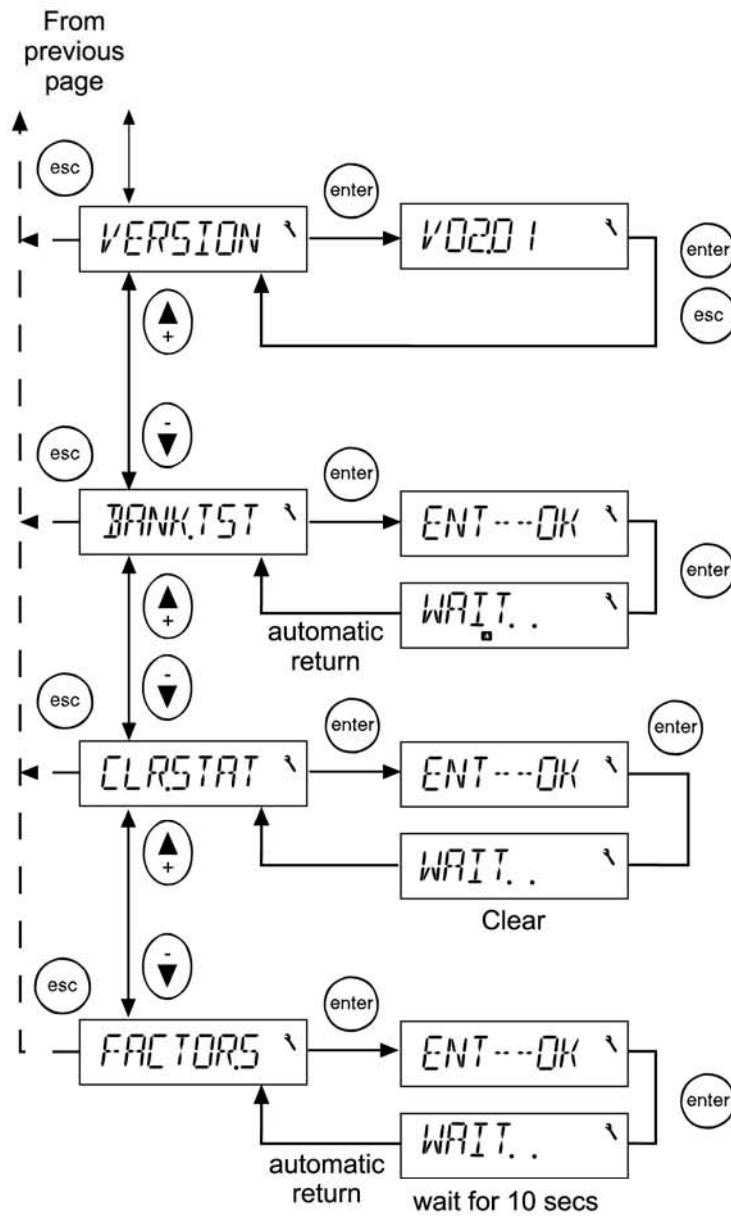 From
previous
page
esc
enter
VERSION
V02.01
enter
+
esc
-
esc
enter
BANK.TST
ENT---OK
+
enter
WAIT. .
automatic
return
-
esc
enter
enter
CLR.STAT
ENT---OK
+
WAIT. .
Clear
-
esc
enter
FACTOR.S
ENT---OK
enter
WAIT. .
automatic
return
wait for 10 secs